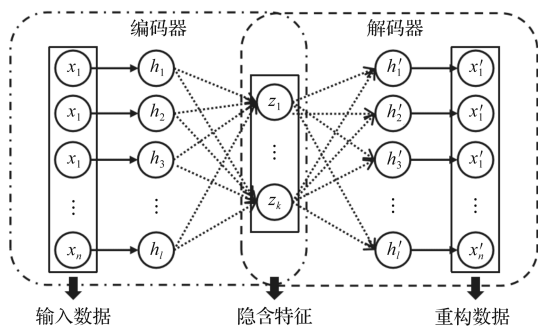 编码器 解码器
x1 h1 h′1 x′1
x1 h2 z1 h′2 x′1
x1 h3 ⋮ h′3 x′1
⋮ ⋮ zk ⋮ ⋮
xn hl h′l x′n
输入数据 隐含特征 重构数据